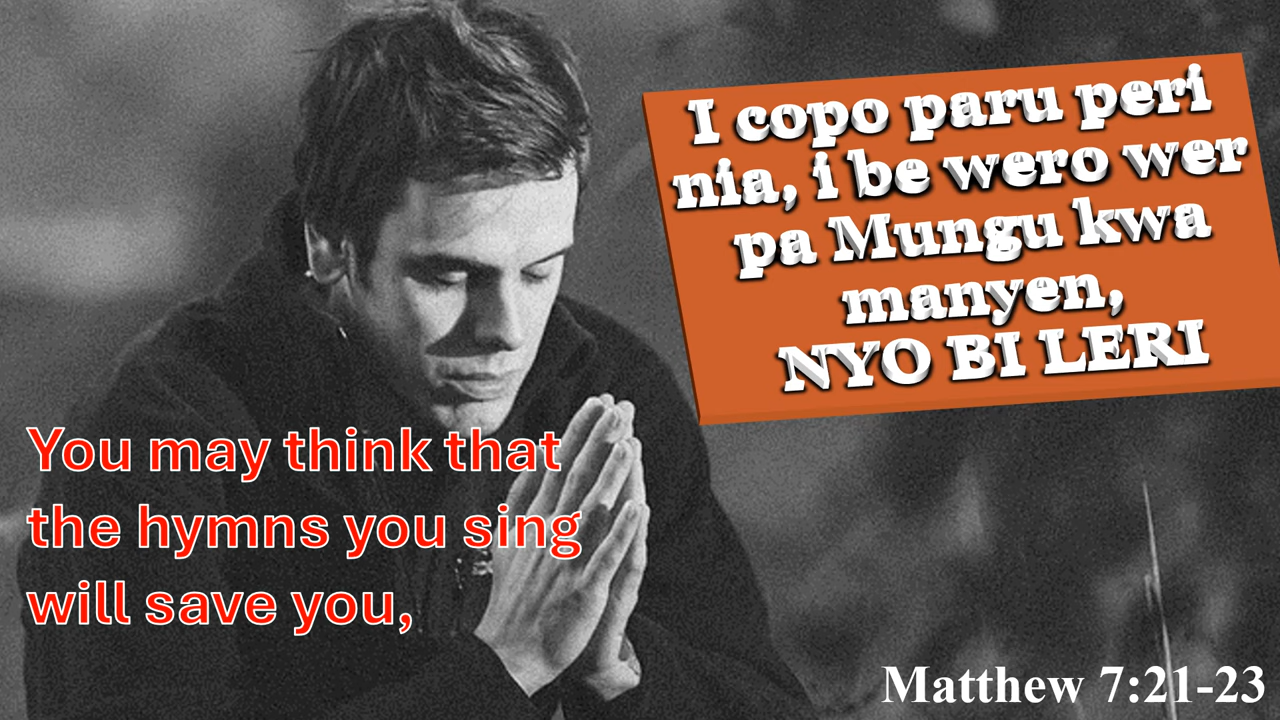 I copo paru peri
nia, i be wero wer
pa Mungu kwa
manyen,
NYO BI LERI
You may think that
the hymns you sing
will save you,
Matthew 7:21-23